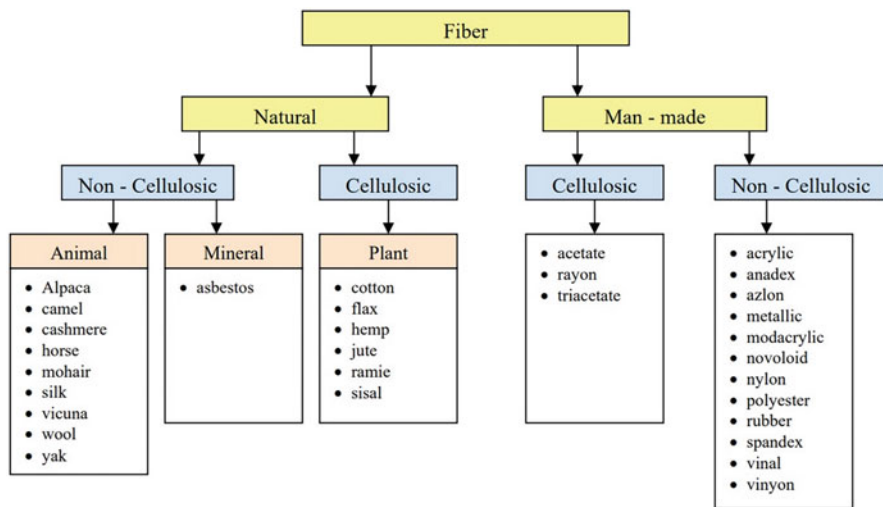 Fiber
Natural
Man - made
Non - Cellulosic
Cellulosic
Cellulosic
Non - Cellulosic
Animal
• Alpaca
• camel
• cashmere
• horse
• mohair
• silk
• vicuna
• wool
• yak
Mineral
• asbestos
Plant
• cotton
• flax
• hemp
• jute
• ramie
• sisal
• acetate
• rayon
• triacetate
• acrylic
• anadex
• azlon
• metallic
• modacrylic
• novoloid
• nylon
• polyester
• rubber
• spandex
• vinal
• vinyon